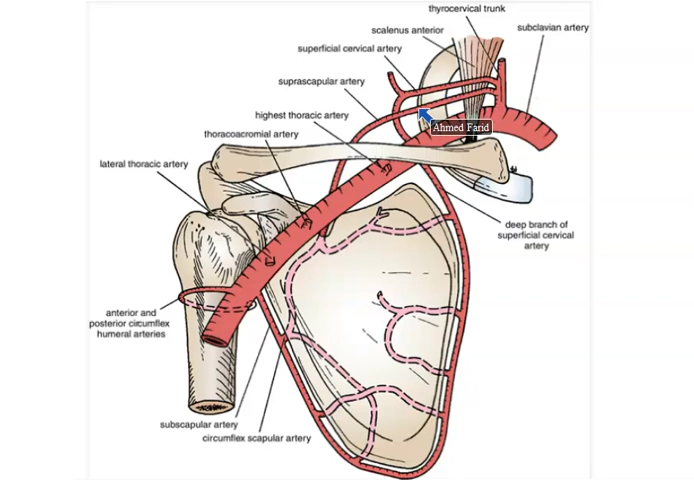 thyrocervical trunk
scalenus anterior
subclavian artery
superficial cervical artery
suprascapular artery
highest thoracic artery
Ahmed Farid
thoracoacromial artery
lateral thoracic artery
deep branch of
superficial cervical
artery
anterior and
posterior circumflex
humeral arteries
subscapular artery
circumflex scapular artery